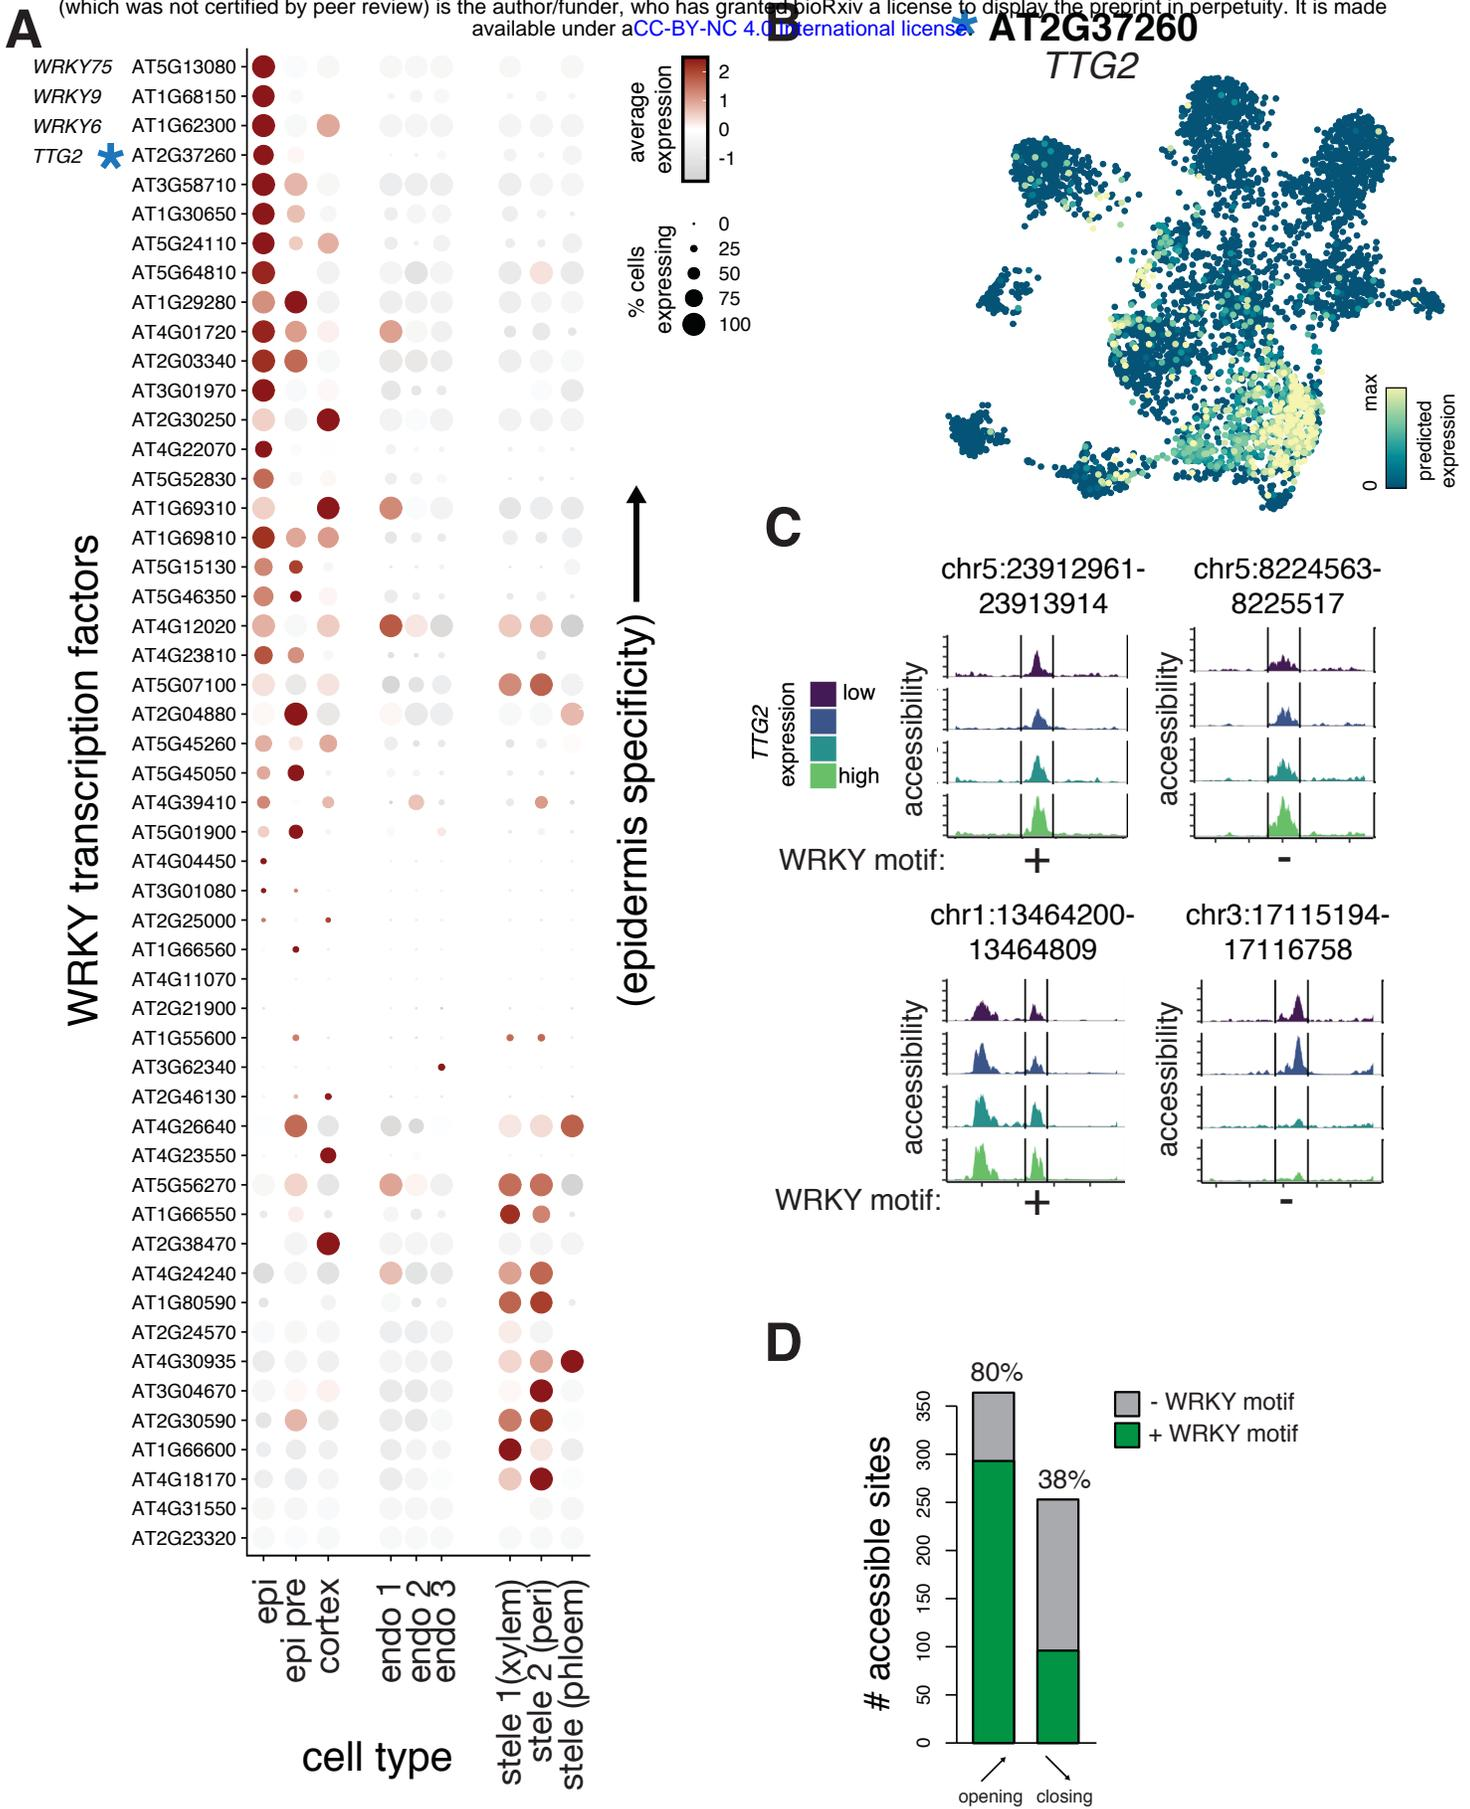 (which was not certified by peer review) is the author/funder, who has granted bioRxiv a license to display the preprint in perpetuity. It is made
available under aCC-BY-NC 4.0 International license.
A
WRKY75 AT5G13080
WRKY9 AT1G68150
WRKY6 AT1G62300
TTG2 * AT2G37260
AT3G58710
AT1G30650
AT5G24110
AT5G64810
AT1G29280
AT4G01720
AT2G03340
AT3G01970
AT2G30250
AT4G22070
AT5G52830
AT1G69310
AT1G69810
AT5G15130
AT5G46350
AT4G12020
AT4G23810
AT5G07100
AT2G04880
AT5G45260
AT5G45050
AT4G39410
AT5G01900
AT4G04450
AT3G01080
AT2G25000
AT1G66560
AT4G11070
AT2G21900
AT1G55600
AT3G62340
AT2G46130
AT4G26640
AT4G23550
AT5G56270
AT1G66550
AT2G38470
AT4G24240
AT1G80590
AT2G24570
AT4G30935
AT3G04670
AT2G30590
AT1G66600
AT4G18170
AT4G31550
AT2G23320
WRKY transcription factors
epi
epi pre
cortex
endo 1
endo 2
endo 3
stele 1(xylem)
stele 2 (peri)
stele (phloem)
cell type
average
expression
2
1
0
-1
% cells
expressing
0
25
50
75
100
(epidermis specificity)
B
* AT2G37260
TTG2
max
0
predicted
expression
C
TTG2
expression
low
high
chr5:23912961-
23913914
accessibility
chr5:8224563-
8225517
accessibility
WRKY motif: + -
chr1:13464200-
13464809
accessibility
chr3:17115194-
17116758
accessibility
WRKY motif: + -
D
# accessible sites
350
300
250
200
150
100
50
0
80%
38%
- WRKY motif
+ WRKY motif
opening closing